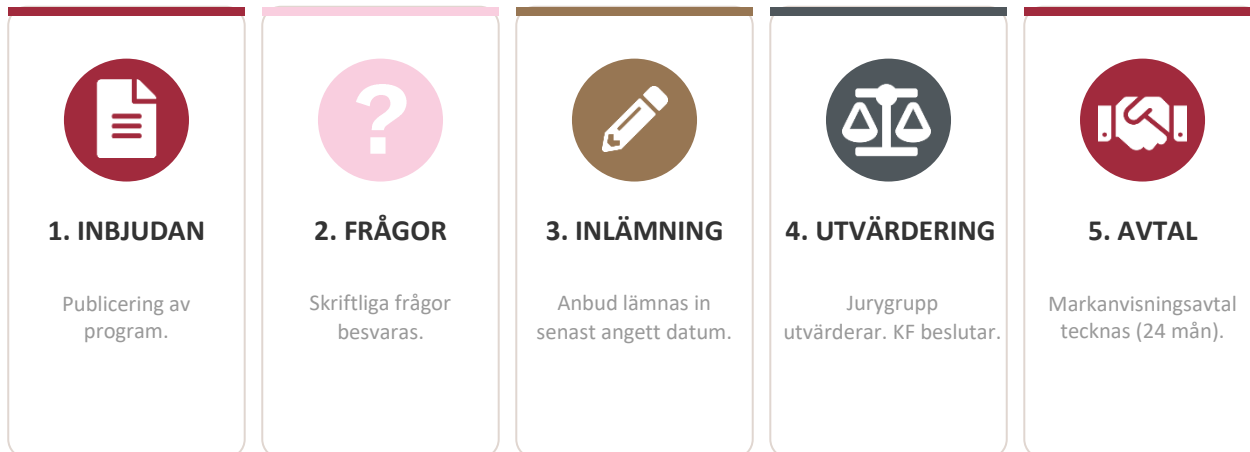 1. INBJUDAN
Publicering av
program.
2. FRÅGOR
Skriftliga frågor
besvaras.
3. INLÄMNING
Anbud lämnas in
senast angett datum.
4. UTVÄRDERING
Jurygrupp
utvärderar. KF beslutar.
5. AVTAL
Markanvisningsavtal
tecknas (24 mån).